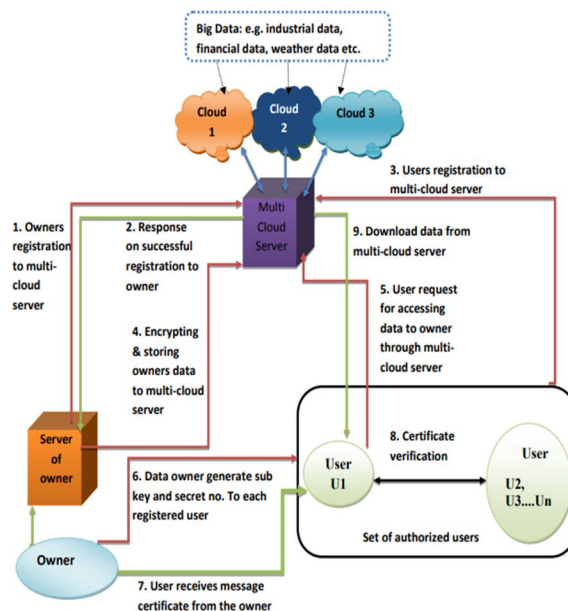 Big Data: e.g. industrial data,
financial data, weather data etc.
Cloud
1
Cloud
2
Cloud 3
3. Users registration to
multi-cloud server
Multi
Cloud
Server
1. Owners
registration
to multi-
cloud
server
2. Response
on successful
registration to
owner
9. Download data from
multi-cloud server
5. User request
for accessing
data to owner
through multi-
cloud server
4. Encrypting
& storing
owners data
to multi-cloud
server
Server
of
owner
8. Certificate
verification
User
U1
User
U2,
U3....Un
6. Data owner generate sub
key and secret no. To each
registered user
Set of authorized users
Owner
7. User receives message
certificate from the owner